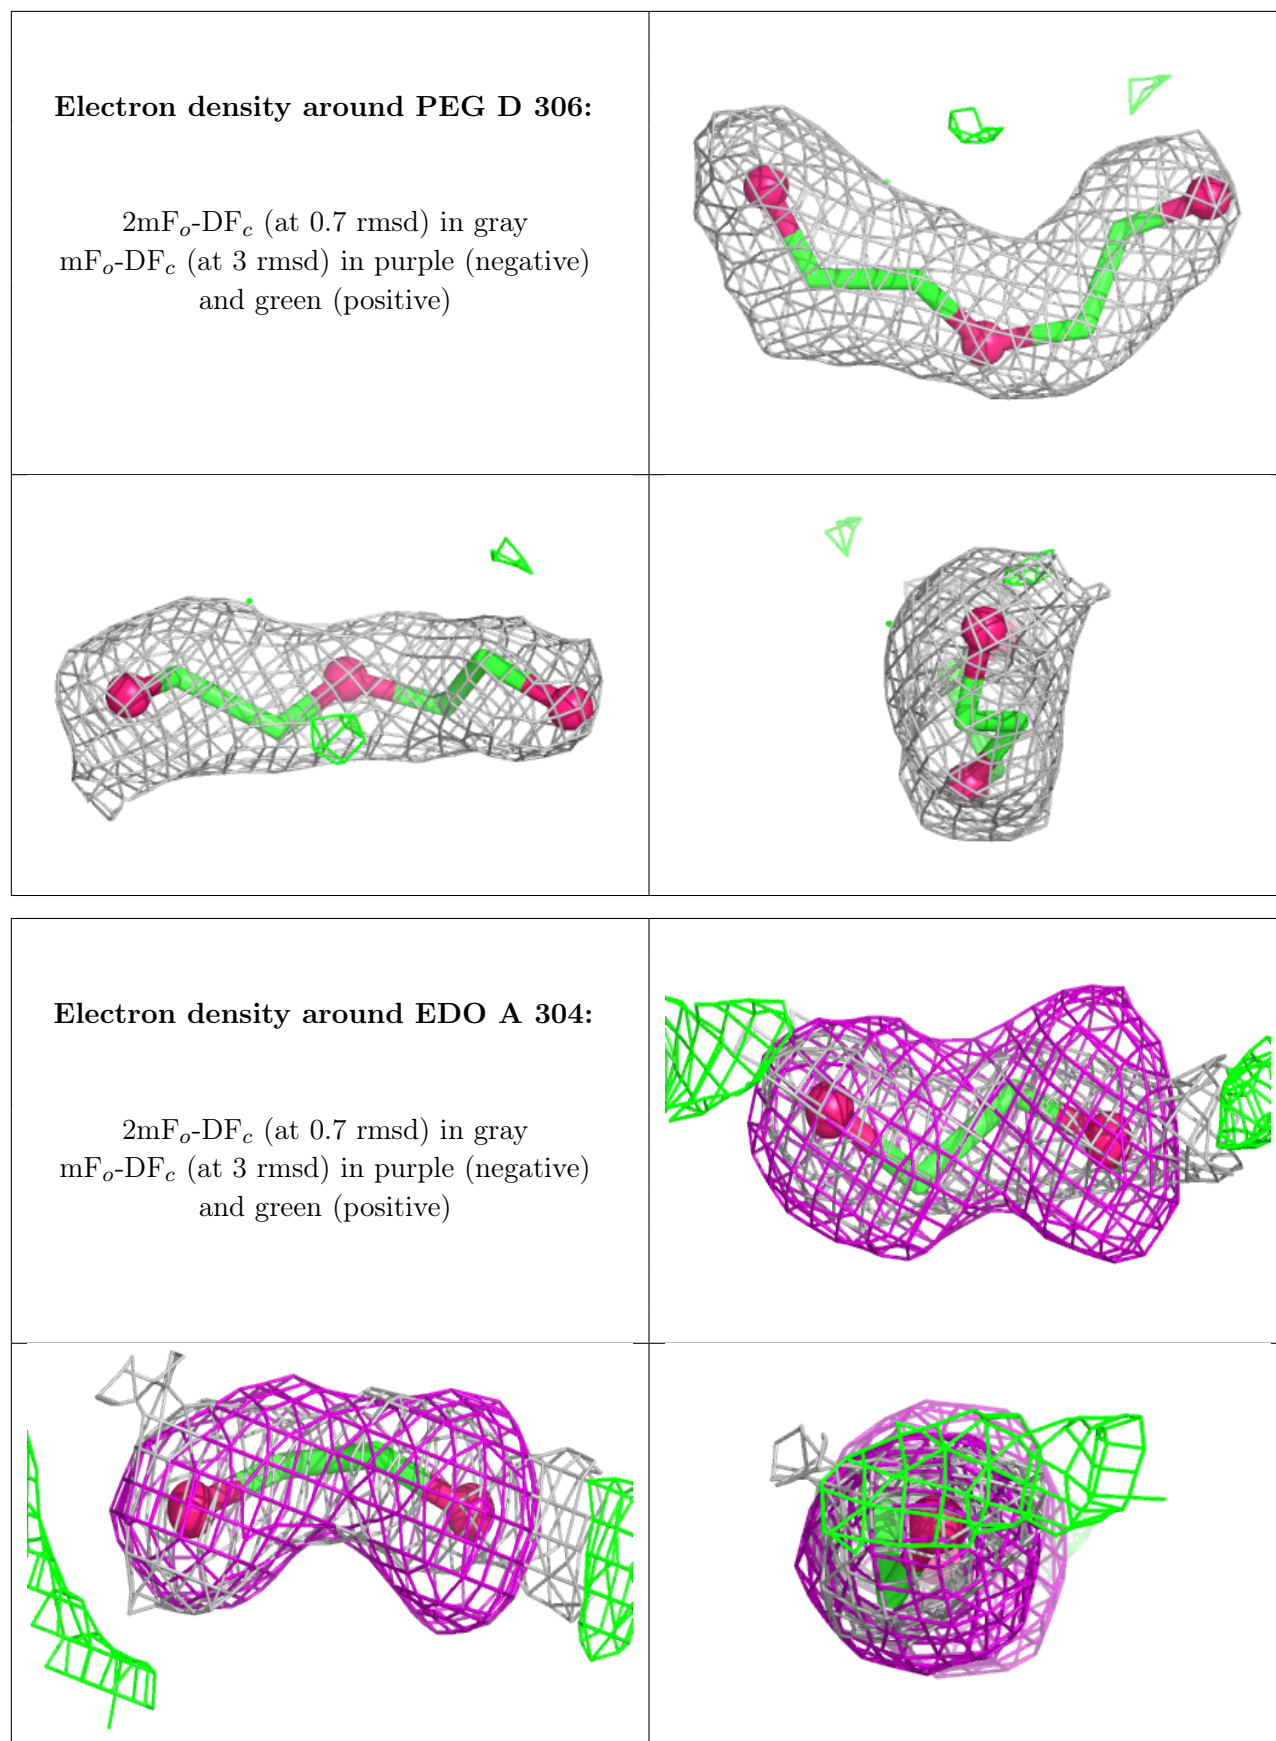 Electron density around PEG D 306:
2mFo-DFc (at 0.7 rmsd) in gray
mFo-DFc (at 3 rmsd) in purple (negative)
and green (positive)
Electron density around EDO A 304:
2mFo-DFc (at 0.7 rmsd) in gray
mFo-DFc (at 3 rmsd) in purple (negative)
and green (positive)